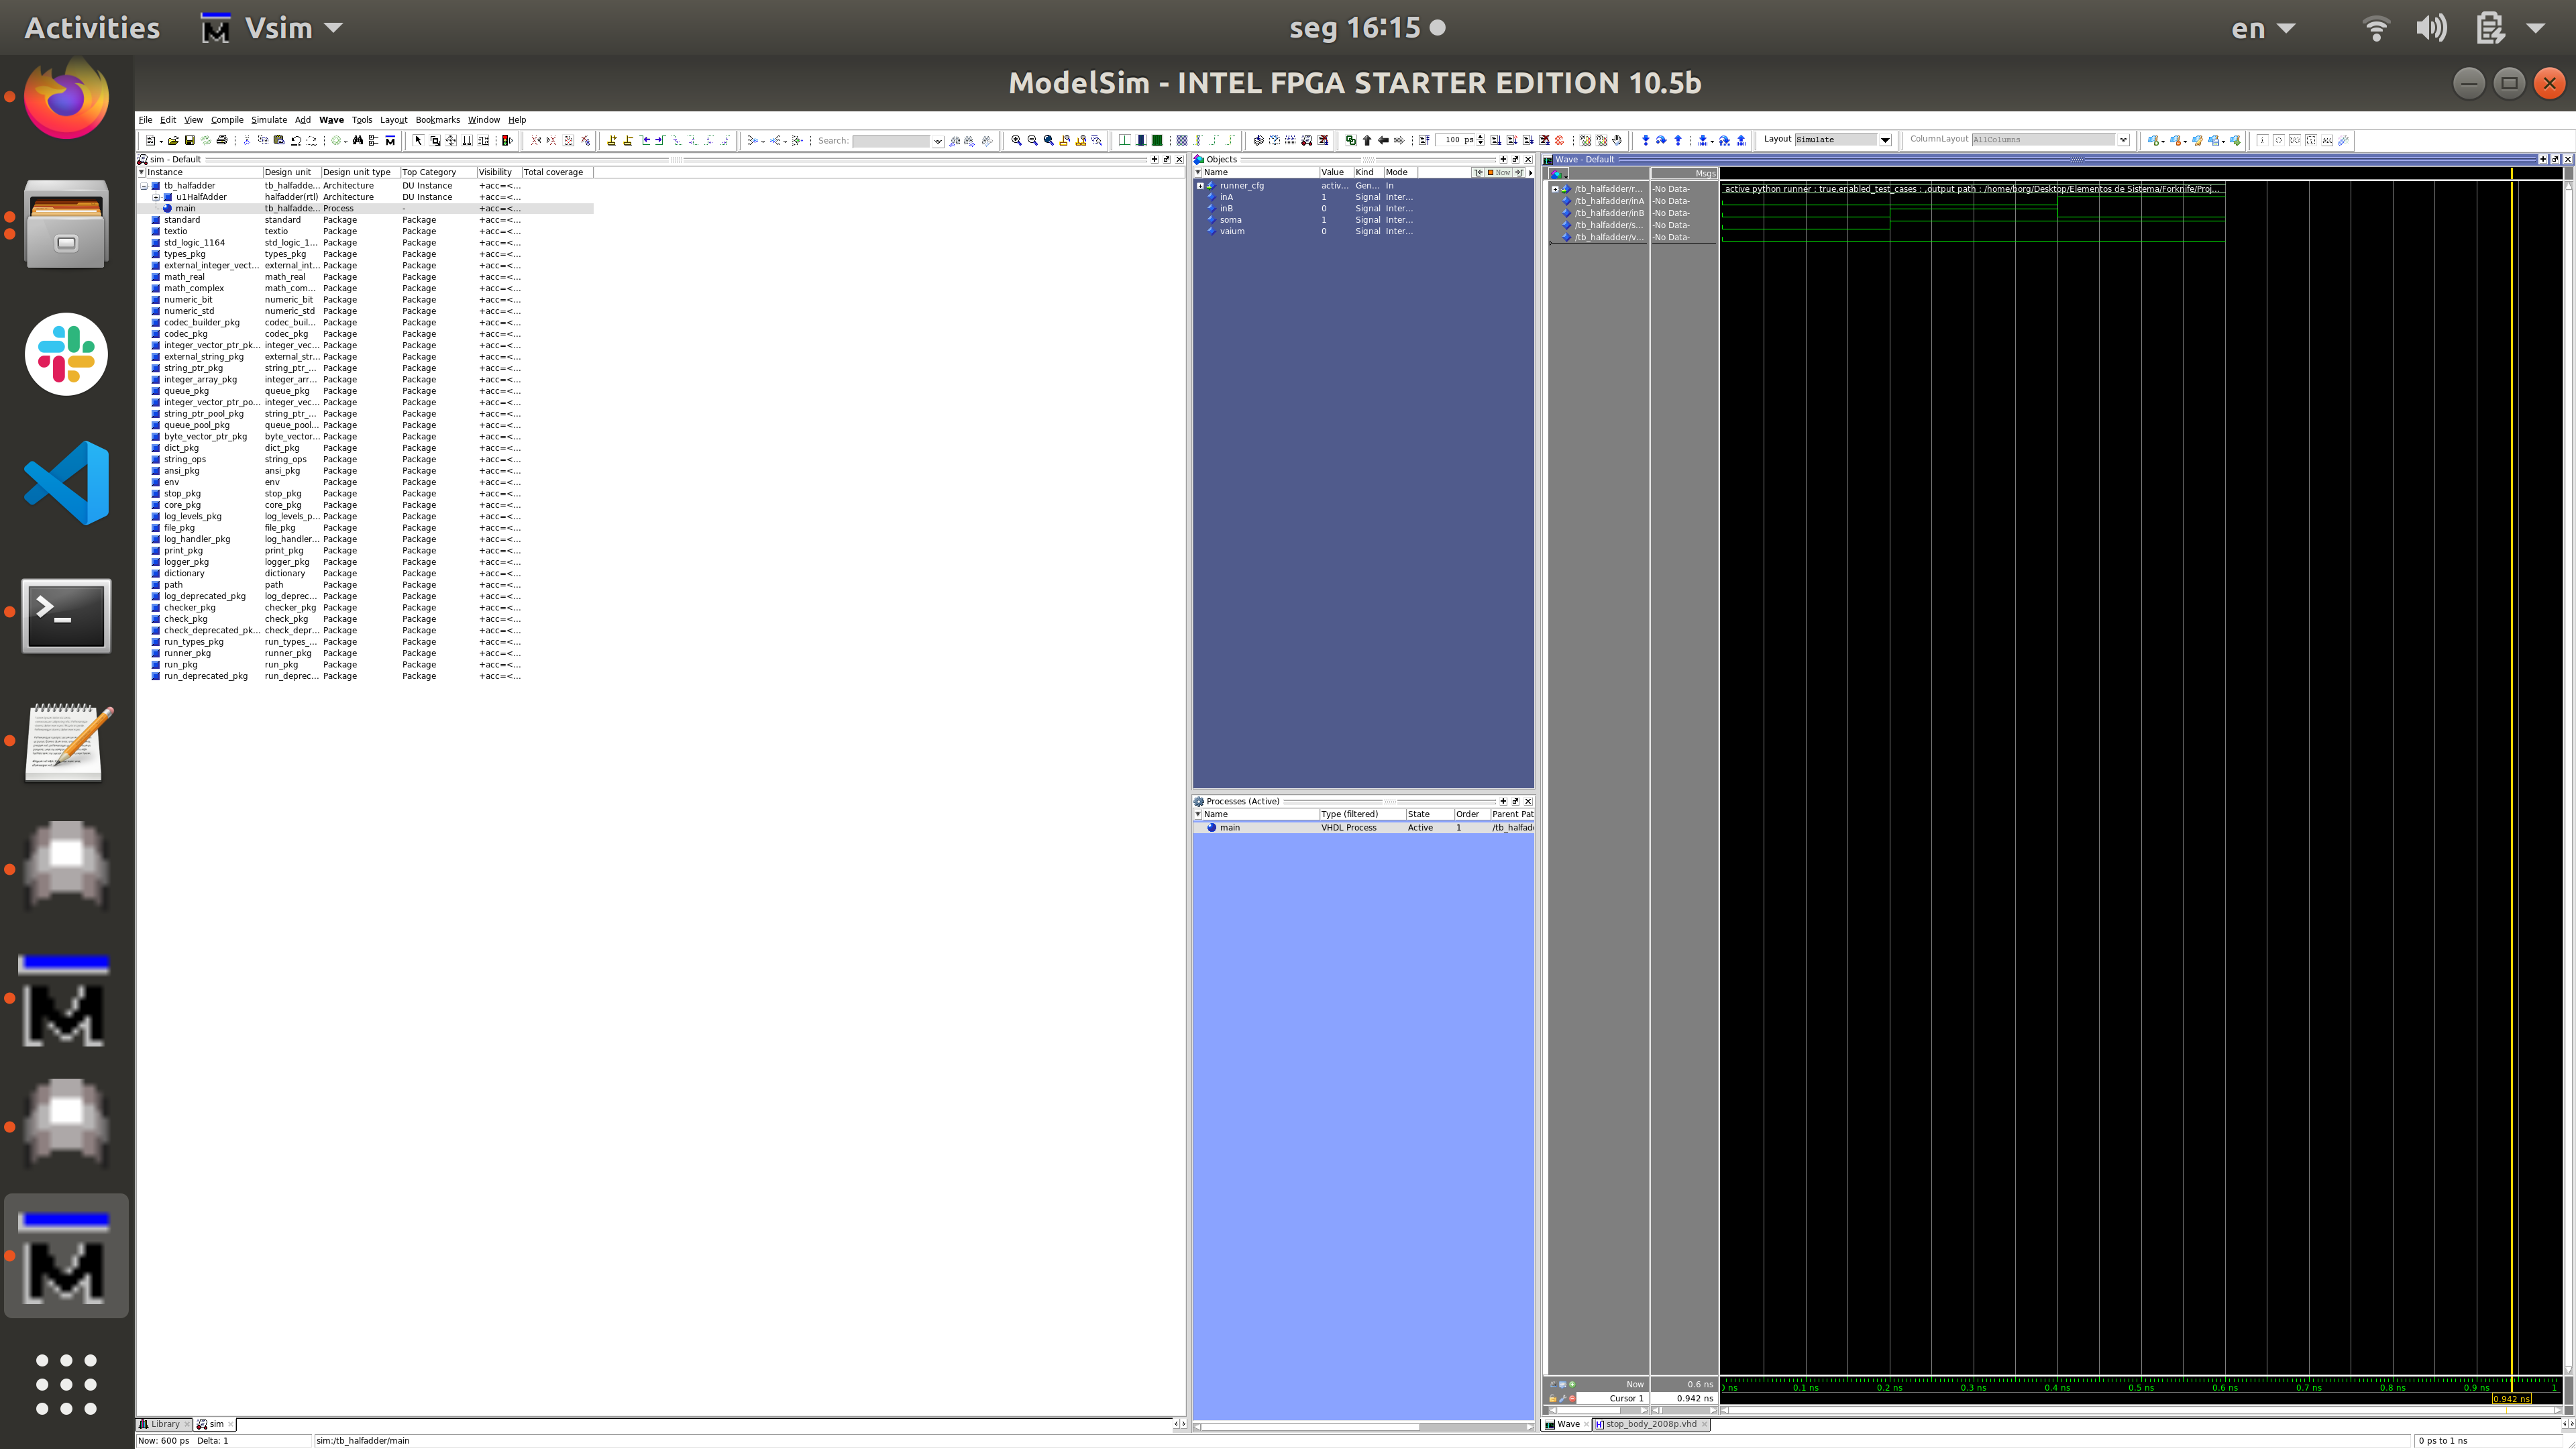 Activities Vsim seg 16:15 en
ModelSim - INTEL FPGA STARTER EDITION 10.5b
File Edit View Compile Simulate Add Wave Tools Layout Bookmarks Window Help
Search: 100 ps Layout Simulate ColumnLayout AllColumns
sim - Default
Instance Design unit Design unit type Top Category Visibility Total coverage
tb_halfadder tb_halfadde... Architecture DU Instance +acc=<...
u1HalfAdder halfadder(rtl) Architecture DU Instance +acc=<...
main tb_halfadde... Process - +acc=<...
standard standard Package Package +acc=<...
textio textio Package Package +acc=<...
std_logic_1164 std_logic_1... Package Package +acc=<...
types_pkg types_pkg Package Package +acc=<...
external_integer_vect... external_int... Package Package +acc=<...
math_real math_real Package Package +acc=<...
math_complex math_com... Package Package +acc=<...
numeric_bit numeric_bit Package Package +acc=<...
numeric_std numeric_std Package Package +acc=<...
codec_builder_pkg codec_buil... Package Package +acc=<...
codec_pkg codec_pkg Package Package +acc=<...
integer_vector_ptr_pk... integer_vec... Package Package +acc=<...
external_string_pkg external_str... Package Package +acc=<...
string_ptr_pkg string_ptr_... Package Package +acc=<...
integer_array_pkg integer_arr... Package Package +acc=<...
queue_pkg queue_pkg Package Package +acc=<...
integer_vector_ptr_po... integer_vec... Package Package +acc=<...
string_ptr_pool_pkg string_ptr_... Package Package +acc=<...
queue_pool_pkg queue_pool... Package Package +acc=<...
byte_vector_ptr_pkg byte_vector... Package Package +acc=<...
dict_pkg dict_pkg Package Package +acc=<...
string_ops string_ops Package Package +acc=<...
ansi_pkg ansi_pkg Package Package +acc=<...
env env Package Package +acc=<...
stop_pkg stop_pkg Package Package +acc=<...
core_pkg core_pkg Package Package +acc=<...
log_levels_pkg log_levels_p... Package Package +acc=<...
file_pkg file_pkg Package Package +acc=<...
log_handler_pkg log_handler... Package Package +acc=<...
print_pkg print_pkg Package Package +acc=<...
logger_pkg logger_pkg Package Package +acc=<...
dictionary dictionary Package Package +acc=<...
path path Package Package +acc=<...
log_deprecated_pkg log_deprec... Package Package +acc=<...
checker_pkg checker_pkg Package Package +acc=<...
check_pkg check_pkg Package Package +acc=<...
check_deprecated_pk... check_depr... Package Package +acc=<...
run_types_pkg run_types_... Package Package +acc=<...
runner_pkg runner_pkg Package Package +acc=<...
run_pkg run_pkg Package Package +acc=<...
run_deprecated_pkg run_deprec... Package Package +acc=<...
Library sim
Objects
Name Value Kind Mode Now
runner_cfg activ... Gen... In
inA 1 Signal Inter...
inB 0 Signal Inter...
soma 1 Signal Inter...
vaium 0 Signal Inter...
Processes (Active)
Name Type (filtered) State Order Parent Pat
main VHDL Process Active 1 /tb_halfad
Wave - Default
Msgs
/tb_halfadder/r... -No Data- active python runner : true,enabled_test_cases : ,output path : /home/borg/Desktop/Elementos de Sistema/Forknife/Proj...
/tb_halfadder/inA -No Data-
/tb_halfadder/inB -No Data-
/tb_halfadder/s... -No Data-
/tb_halfadder/v... -No Data-
Now 0.6 ns ns 0.1 ns 0.2 ns 0.3 ns 0.4 ns 0.5 ns 0.6 ns 0.7 ns 0.8 ns 0.9 ns 1
Cursor 1 0.942 ns 0.942 ns
Wave stop_body_2008p.vhd
Now: 600 ps Delta: 1 sim:/tb_halfadder/main 0 ps to 1 ns